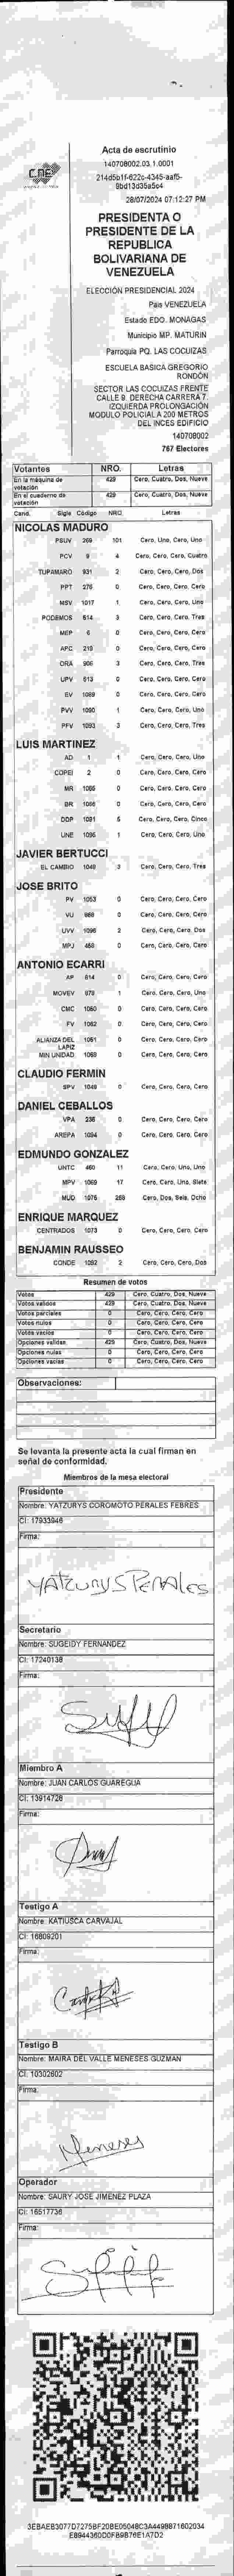 Acta de escrutinio
140708002.03.1.0001
214d5b1f-622c-4345-aaf5-
9bd13d35a5c4
28/07/2024 07:12:27 PM
PRESIDENTA O
PRESIDENTE DE LA
REPUBLICA
BOLIVARIANA DE
VENEZUELA
CNE
ELECCIÓN PRESIDENCIAL 2024
País VENEZUELA
Estado EDO. MONAGAS
Municipio MP. MATURIN
Parroquia PQ. LAS COCUIZAS
ESCUELA BASICA GREGORIO
RONDÓN
SECTOR LAS COCUIZAS FRENTE
CALLE 9. DERECHA CARRERA 7.
IZQUIERDA PROLONGACIÓN
MODULO POLICIAL A 200 METROS
DEL INCES EDIFICIO
140708002
767 Electores
Votantes NRO. Letras
En la máquina de votación 429 Cero, Cuatro, Dos, Nueve
En el cuaderno de votación 429 Cero, Cuatro, Dos, Nueve
Cand. Sigla Código NRO. Letras
NICOLAS MADURO
PSUV 269 101 Cero, Uno, Cero, Uno
PCV 9 4 Cero, Cero, Cero, Cuatro
TUPAMARO 931 2 Cero, Cero, Cero, Dos
PPT 276 0 Cero, Cero, Cero, Cero
MSV 1017 1 Cero, Cero, Cero, Uno
PODEMOS 614 3 Cero, Cero, Cero, Tres
MEP 6 0 Cero, Cero, Cero, Cero
APC 210 0 Cero, Cero, Cero, Cero
ORA 906 3 Cero, Cero, Cero, Tres
UPV 613 0 Cero, Cero, Cero, Cero
EV 1089 0 Cero, Cero, Cero, Cero
PVV 1090 1 Cero, Cero, Cero, Uno
PFV 1093 3 Cero, Cero, Cero, Tres
LUIS MARTINEZ
AD 1 1 Cero, Cero, Cero, Uno
COPEI 2 0 Cero, Cero, Cero, Cero
MR 1065 0 Cero, Cero, Cero, Cero
BR 1066 0 Cero, Cero, Cero, Cero
DDP 1091 5 Cero, Cero, Cero, Cinco
UNE 1095 1 Cero, Cero, Cero, Uno
JAVIER BERTUCCI
EL CAMBIO 1049 3 Cero, Cero, Cero, Tres
JOSE BRITO
PV 1053 0 Cero, Cero, Cero, Cero
VU 968 0 Cero, Cero, Cero, Cero
UVV 1096 2 Cero, Cero, Cero, Dos
MPJ 458 0 Cero, Cero, Cero, Cero
ANTONIO ECARRI
AP 814 0 Cero, Cero, Cero, Cero
MOVEV 979 1 Cero, Cero, Cero, Uno
CMC 1060 0 Cero, Cero, Cero, Cero
FV 1062 0 Cero, Cero, Cero, Cero
ALIANZA DEL LAPIZ 1051 0 Cero, Cero, Cero, Cero
MIN UNIDAD 1069 0 Cero, Cero, Cero, Cero
CLAUDIO FERMIN
SPV 1048 0 Cero, Cero, Cero, Cero
DANIEL CEBALLOS
VPA 236 0 Cero, Cero, Cero, Cero
AREPA 1094 0 Cero, Cero, Cero, Cero
EDMUNDO GONZALEZ
UNTC 460 11 Cero, Cero, Uno, Uno
MPV 1069 17 Cero, Cero, Uno, Siete
MUD 1076 268 Cero, Dos, Seis, Ocho
ENRIQUE MARQUEZ
CENTRADOS 1073 0 Cero, Cero, Cero, Cero
BENJAMIN RAUSSEO
CONDE 1092 2 Cero, Cero, Cero, Dos
Resumen de votos
Votos 429 Cero, Cuatro, Dos, Nueve
Votos validos 429 Cero, Cuatro, Dos, Nueve
Votos parciales 0 Cero, Cero, Cero, Cero
Votos nulos 0 Cero, Cero, Cero, Cero
Votos vacíos 0 Cero, Cero, Cero, Cero
Opciones validas 429 Cero, Cuatro, Dos, Nueve
Opciones nulas 0 Cero, Cero, Cero, Cero
Opciones vacías 0 Cero, Cero, Cero, Cero
Observaciones:
Se levanta la presente acta la cual firman en
señal de conformidad.
Miembros de la mesa electoral
Presidente
Nombre: YATZURYS COROMOTO PERALES FEBRES
CI: 17933946
Firma:
YATZURYS PERALES
Secretario
Nombre: SUGEIDY FERNANDEZ
CI: 17240138
Firma:
Miembro A
Nombre: JUAN CARLOS GUAREGUA
CI: 13914728
Firma:
Testigo A
Nombre: KATIUSCA CARVAJAL
CI: 16809201
Firma:
Testigo B
Nombre: MAIRA DEL VALLE MENESES GUZMAN
CI: 10302602
Firma:
Meneses
Operador
Nombre: SAURY JOSE JIMENEZ PLAZA
CI: 16517736
Firma:
3EBAEB3077D7275BF20BE05048C3A4498871602034
E8944360D0FB9B76E1A7D2